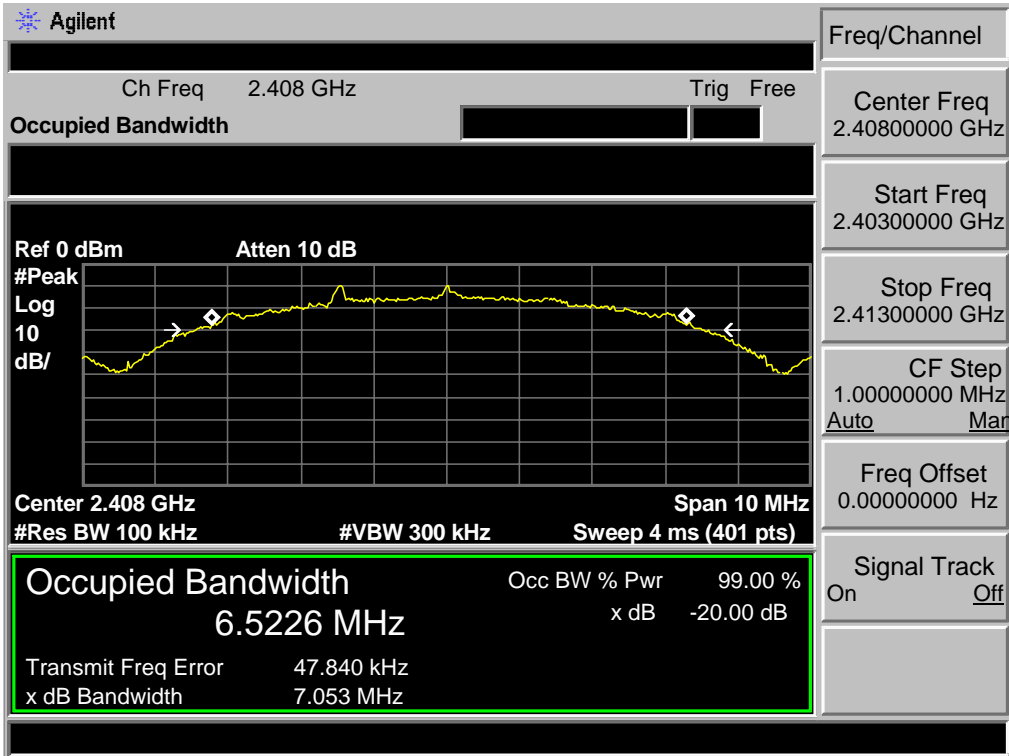 Agilent
Freq/Channel
Ch Freq 2.408 GHz Trig Free
Occupied Bandwidth
Center Freq
2.40800000 GHz
Start Freq
2.40300000 GHz
Stop Freq
2.41300000 GHz
CF Step
1.00000000 MHz
Auto Man
Freq Offset
0.00000000 Hz
Signal Track
On Off
Ref 0 dBm Atten 10 dB
#Peak
Log
10
dB/
Center 2.408 GHz Span 10 MHz
#Res BW 100 kHz #VBW 300 kHz Sweep 4 ms (401 pts)
Occupied Bandwidth
6.5226 MHz
Occ BW % Pwr 99.00 %
x dB -20.00 dB
Transmit Freq Error 47.840 kHz
x dB Bandwidth 7.053 MHz